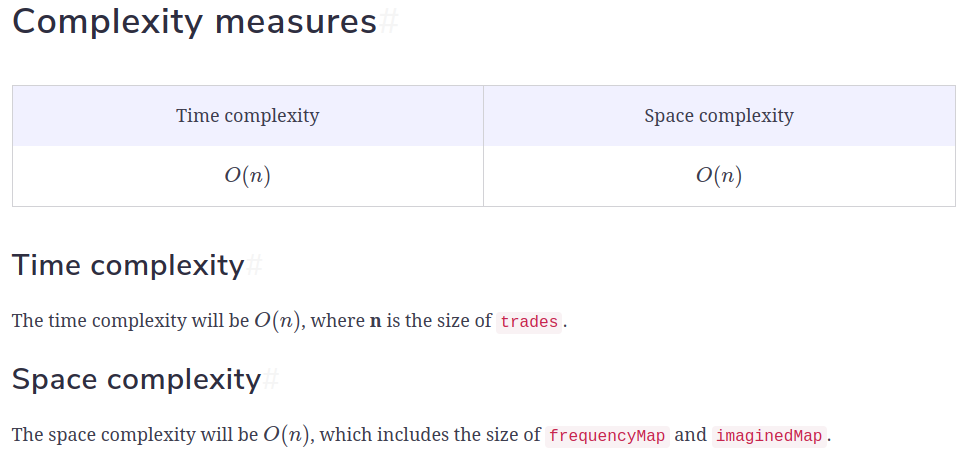 Complexity measures#
Time complexity Space complexity
O(n) O(n)
Time complexity#
The time complexity will be O(n), where n is the size of trades.
Space complexity#
The space complexity will be O(n), which includes the size of frequencyMap and imaginedMap.